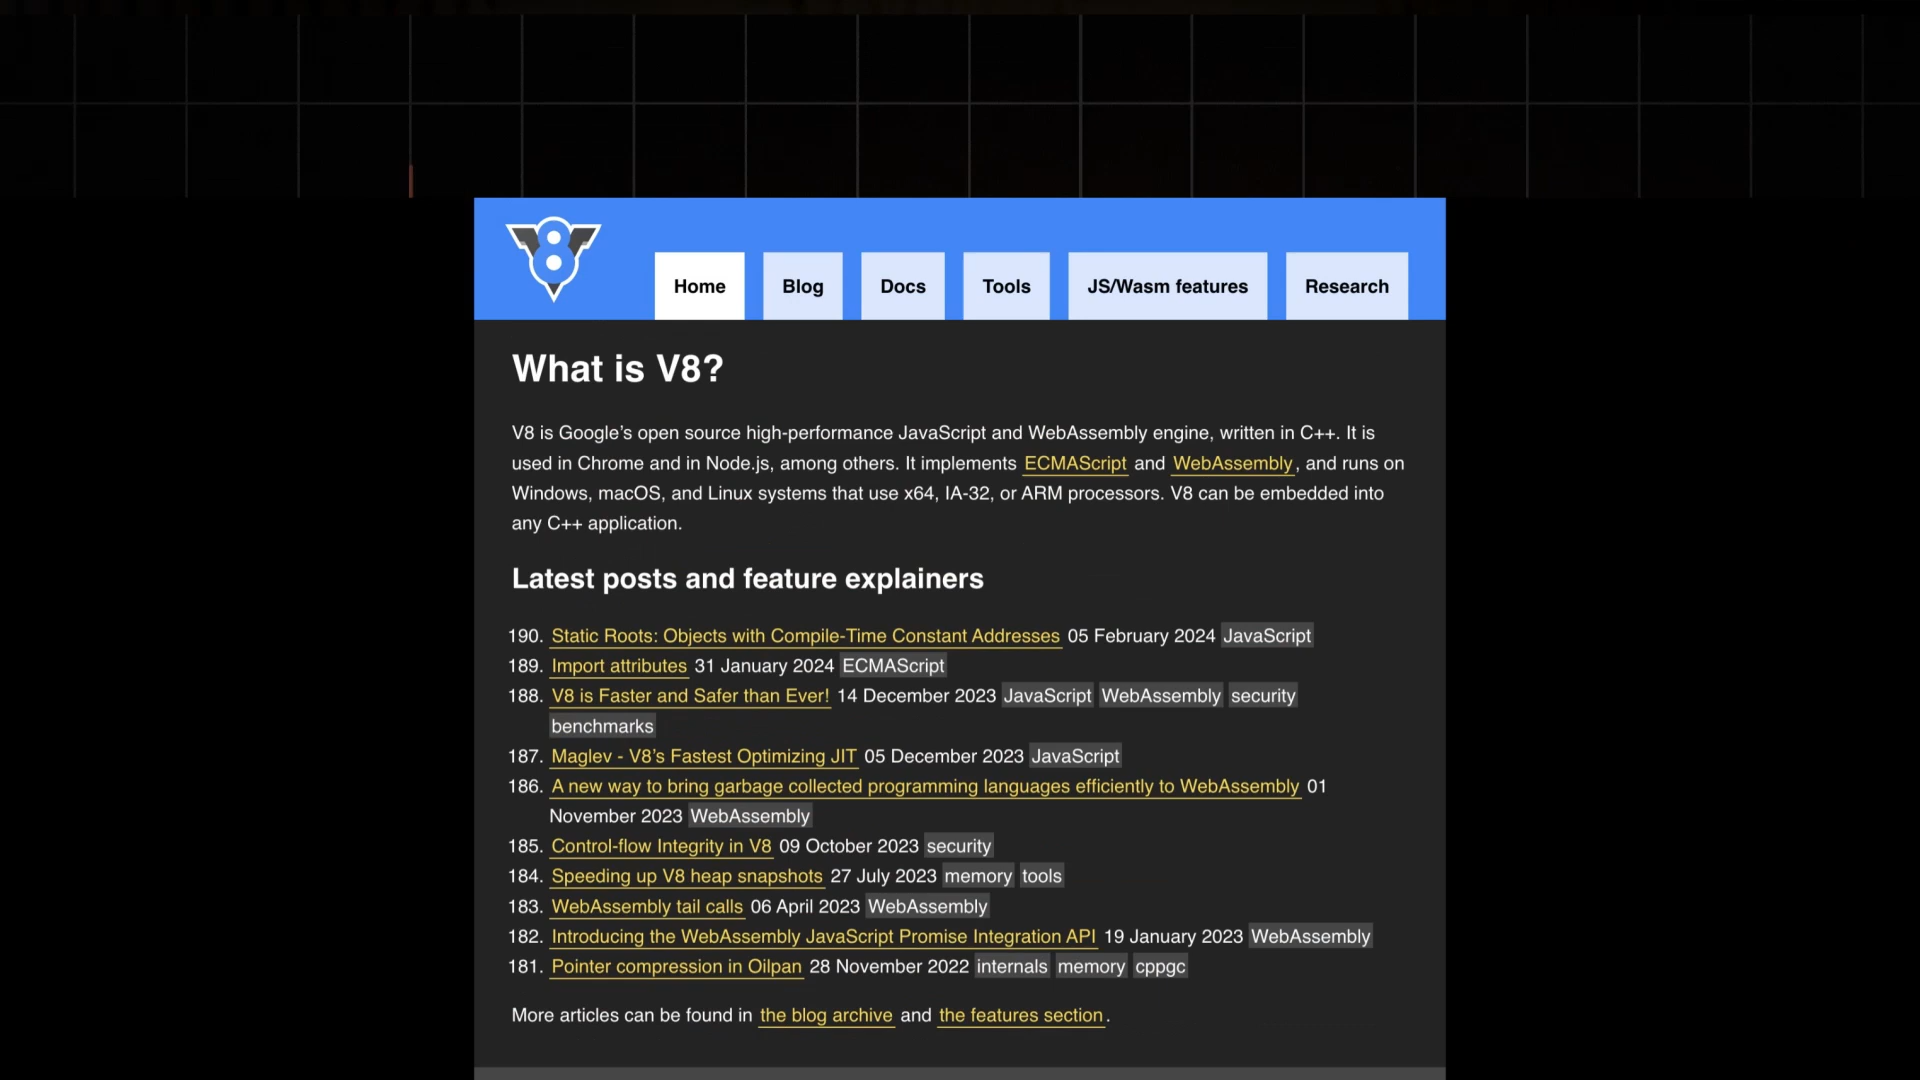 Home Blog Docs Tools JS/Wasm features Research
What is V8?
V8 is Google’s open source high-performance JavaScript and WebAssembly engine, written in C++. It is
used in Chrome and in Node.js, among others. It implements ECMAScript and WebAssembly, and runs on
Windows, macOS, and Linux systems that use x64, IA-32, or ARM processors. V8 can be embedded into
any C++ application.
Latest posts and feature explainers
190. Static Roots: Objects with Compile-Time Constant Addresses 05 February 2024 JavaScript
189. Import attributes 31 January 2024 ECMAScript
188. V8 is Faster and Safer than Ever! 14 December 2023 JavaScript WebAssembly security
benchmarks
187. Maglev - V8’s Fastest Optimizing JIT 05 December 2023 JavaScript
186. A new way to bring garbage collected programming languages efficiently to WebAssembly 01
November 2023 WebAssembly
185. Control-flow Integrity in V8 09 October 2023 security
184. Speeding up V8 heap snapshots 27 July 2023 memory tools
183. WebAssembly tail calls 06 April 2023 WebAssembly
182. Introducing the WebAssembly JavaScript Promise Integration API 19 January 2023 WebAssembly
181. Pointer compression in Oilpan 28 November 2022 internals memory cppgc
More articles can be found in the blog archive and the features section.